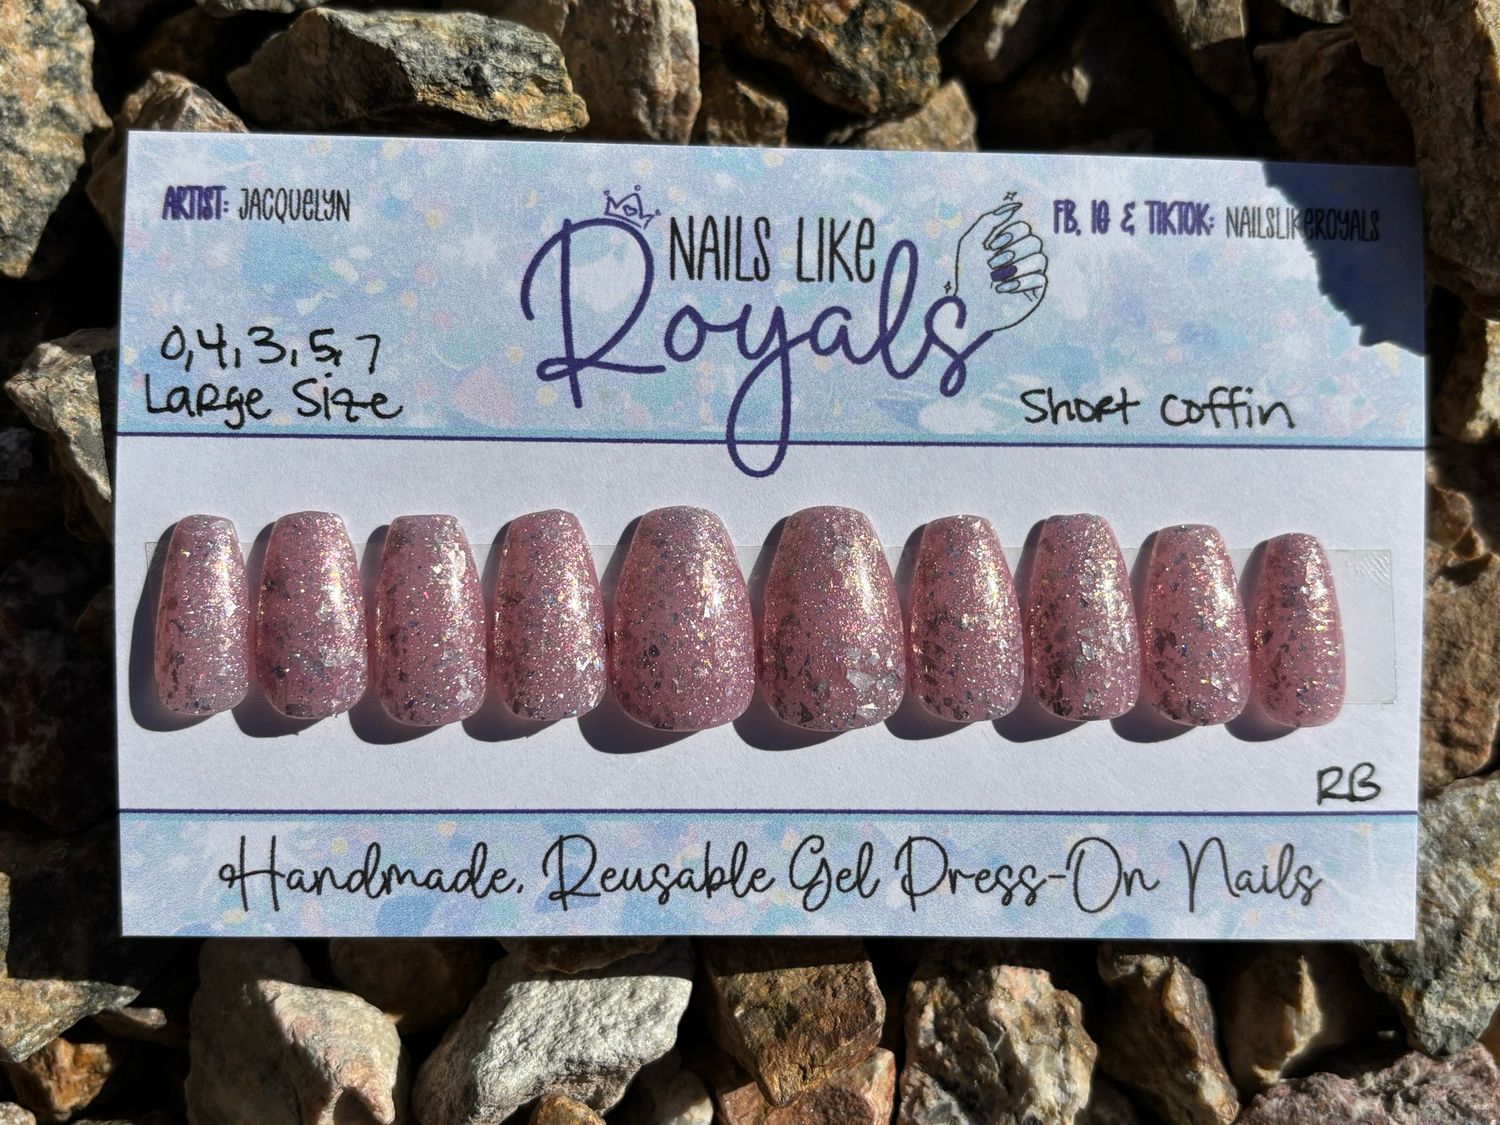 ARTIST: JACQUELYN
NAILS LIKE
Royals
FB, IG & TIKTOK: NAILSLIKEROYALS
0, 4, 3, 5, 7
Large Size
Short Coffin
RB
Handmade, Reusable Gel Press-On Nails